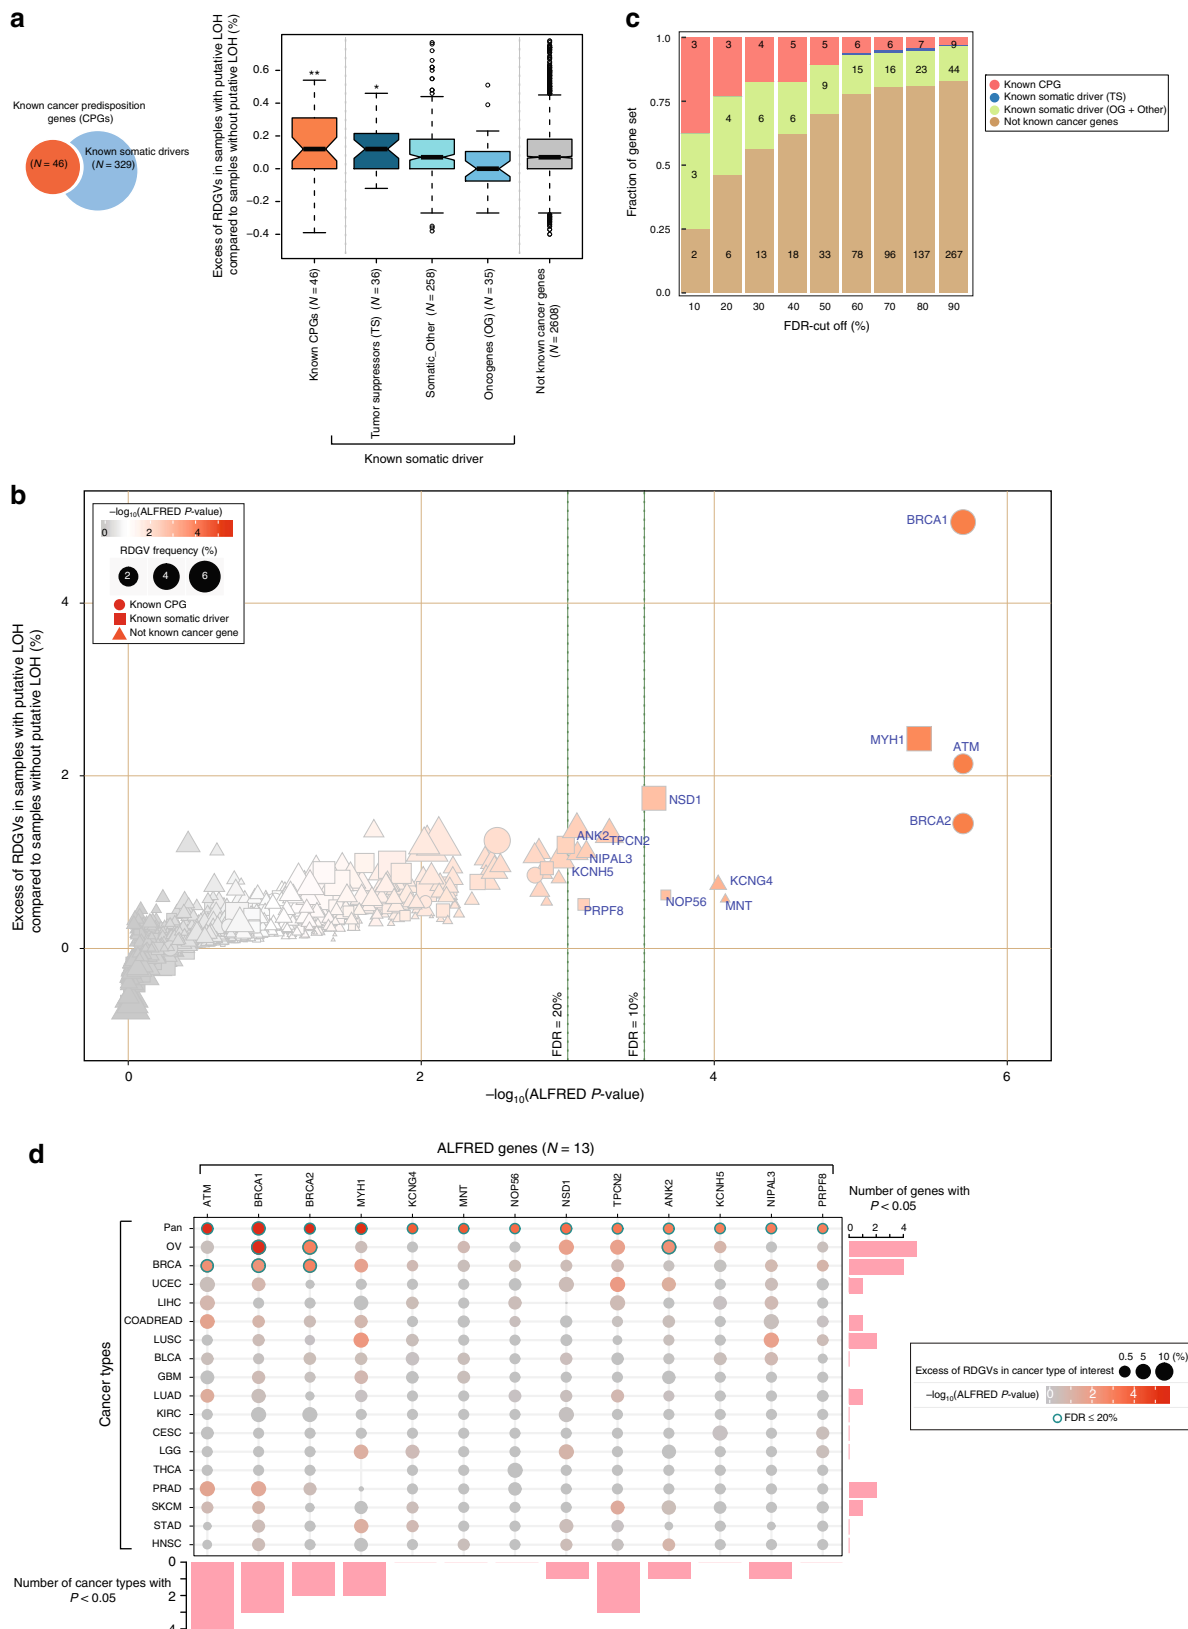 a
Known cancer predisposition
genes (CPGs)
Known somatic drivers
(N = 46)
(N = 329)
Excess of RDGVs in samples with putative LOH
compared to samples without putative LOH (%)
0.6
0.4
0.2
0.0
−0.2
−0.4
**
*
Known CPGs (N = 46)
Tumor suppressors (TS) (N = 36)
Somatic_Other (N = 258)
Oncogenes (OG) (N = 35)
Not known cancer genes
(N = 2608)
Known somatic driver
c
Fraction of gene set
1.0
0.75
0.5
0.25
0.0
3 3 4 5 5 6 6 7 9
3 4 6 6 9 15 16 23 44
2 6 13 18 33 78 96 137 267
10 20 30 40 50 60 70 80 90
FDR-cut off (%)
Known CPG
Known somatic driver (TS)
Known somatic driver (OG + Other)
Not known cancer genes
b
Excess of RDGVs in samples with putative LOH
compared to samples without putative LOH (%)
4
2
0
−log10(ALFRED P-value)
0 2 4
RDGV frequency (%)
2 4 6
Known CPG
Known somatic driver
Not known cancer gene
BRCA1
MYH1
ATM
NSD1
BRCA2
ANK2
TPCN2
NIPAL3
KCNH5
KCNG4
NOP56
MNT
PRPF8
FDR = 20%
FDR = 10%
0 2 4 6
−log10(ALFRED P-value)
d
ALFRED genes (N = 13)
ATM
BRCA1
BRCA2
MYH1
KCNG4
MNT
NOP56
NSD1
TPCN2
ANK2
KCNH5
NIPAL3
PRPF8
Number of genes with
P < 0.05
0 2 4
Cancer types
Pan
OV
BRCA
UCEC
LIHC
COADREAD
LUSC
BLCA
GBM
LUAD
KIRC
CESC
LGG
THCA
PRAD
SKCM
STAD
HNSC
0.5 5 10 (%)
Excess of RDGVs in cancer type of interest
−log10(ALFRED P-value)
0 2 4
FDR ≤ 20%
Number of cancer types with
P < 0.05
0
2
4